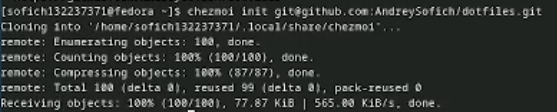 [sofich132237371@fedora ~]$ chezmoi init git@github.com:AndreySofich/dotfiles.git
Cloning into '/home/sofich132237371/.local/share/chezmoi'...
remote: Enumerating objects: 100, done.
remote: Counting objects: 100% (100/100), done.
remote: Compressing objects: 100% (87/87), done.
remote: Total 100 (delta 0), reused 99 (delta 0), pack-reused 0
Receiving objects: 100% (100/100), 77.87 KiB | 565.00 KiB/s, done.